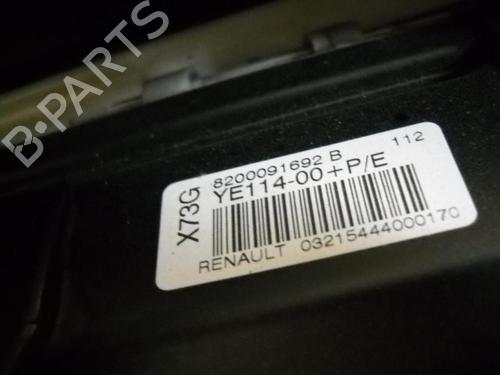 B-PARTS
X73G
8200091692 B 112
YE114-00+P/E
RENAULT 03215444000170